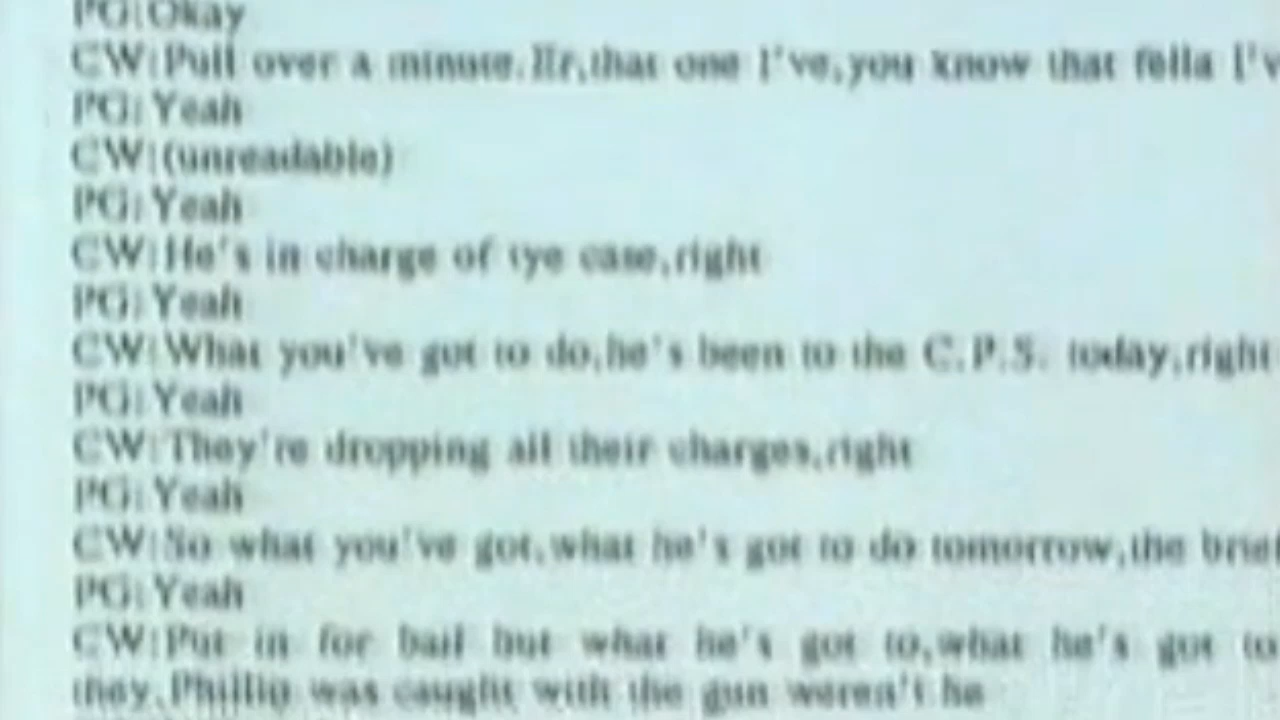 PG:Okay
CW:Pull over a minute.Er,that one I've,you know that fella I'v
PG:Yeah
CW:(unreadable)
PG:Yeah
CW:He's in charge of tye case,right
PG:Yeah
CW:What you've got to do,he's been to the C.P.S. today,right
PG:Yeah
CW:They're dropping all their charges,right
PG:Yeah
CW:So what you've got,what he's got to do tomorrow,the brief
PG:Yeah
CW:Put in for bail but what he's got to,what he's got to
they.Phillip was caught with the gun weren't he